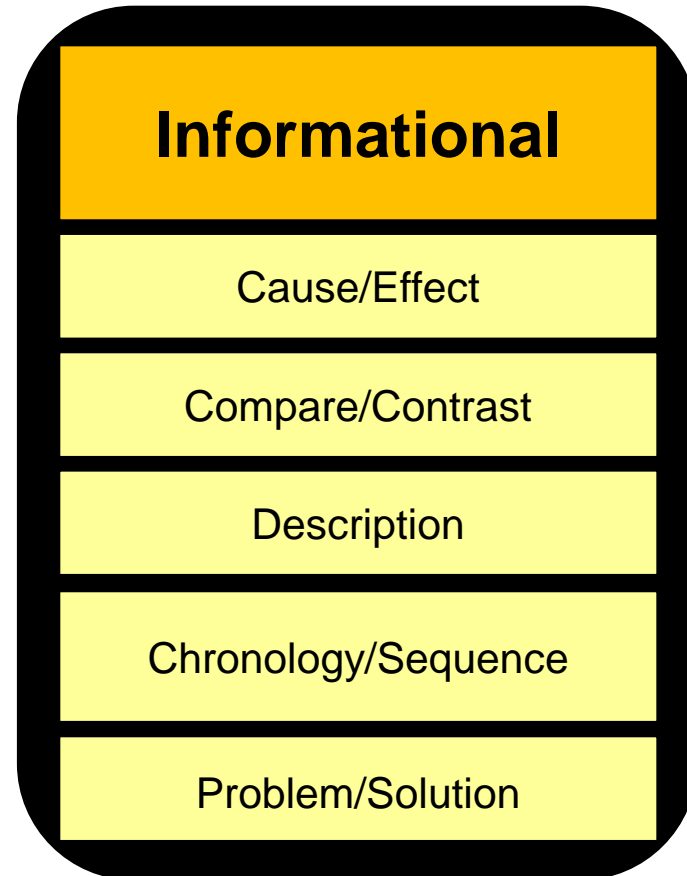 Informational
Cause/Effect
Compare/Contrast
Description
Chronology/Sequence
Problem/Solution